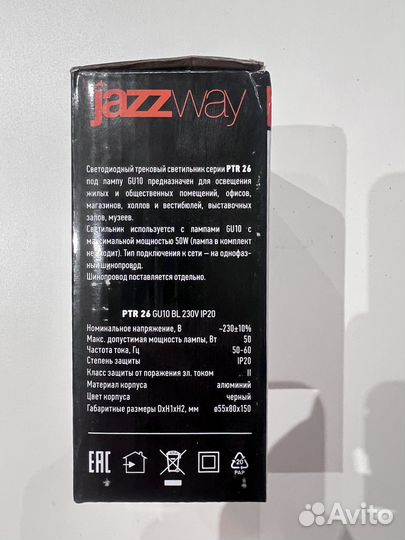 jazzway
Светодиодный трековый светильник серии PTR 26
под лампу GU10 предназначен для освещения
жилых и общественных помещений, офисов,
магазинов, холлов и вестибюлей, выставочных
залов, музеев.
Светильник используется с лампами GU10 с
максимальной мощностью 50W (лампа в комплект
не входит). Тип подключения к сети – на однофаз-
ный шинопровод.
Шинопровод поставляется отдельно.
PTR 26 GU10 BL 230V IP20
Номинальное напряжение, В ~230±10%
Макс. допустимая мощность лампы, Вт 50
Частота тока, Гц 50-60
Степень защиты IP20
Класс защиты от поражения эл. током II
Материал корпуса алюминий
Цвет корпуса черный
Габаритные размеры DxH1xH2, мм ø55x80x150
EAC
20
PAP
Avito